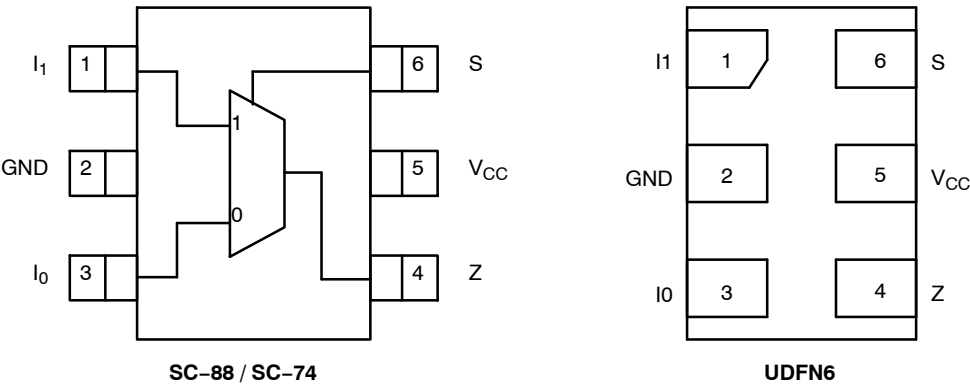 I1 1 6 S
1
GND 2 5 VCC
0
I0 3 4 Z
SC−88 / SC−74
I1 1 6 S
GND 2 5 VCC
I0 3 4 Z
UDFN6